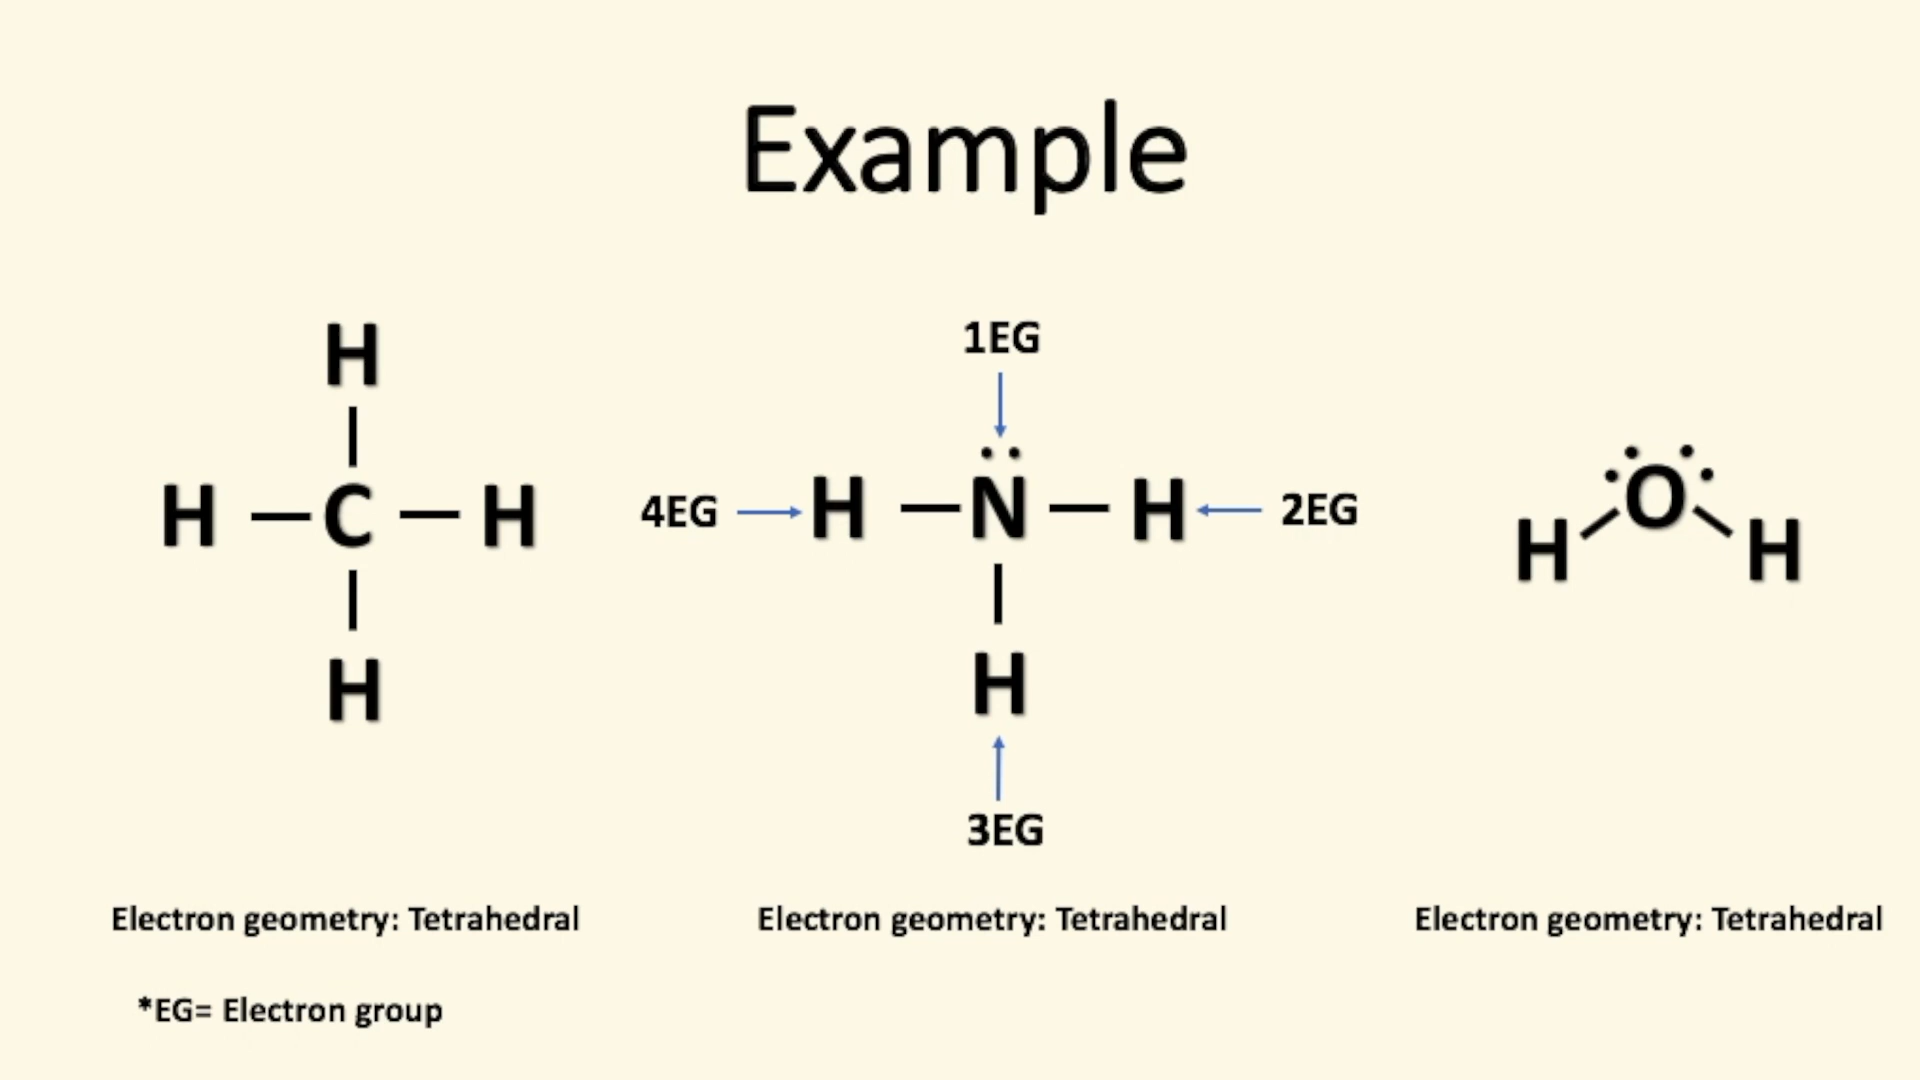 Example
H
H — C — H
H
1EG
4EG H — N — H 2EG
H
3EG
O
H H
Electron geometry: Tetrahedral
Electron geometry: Tetrahedral
Electron geometry: Tetrahedral
*EG= Electron group